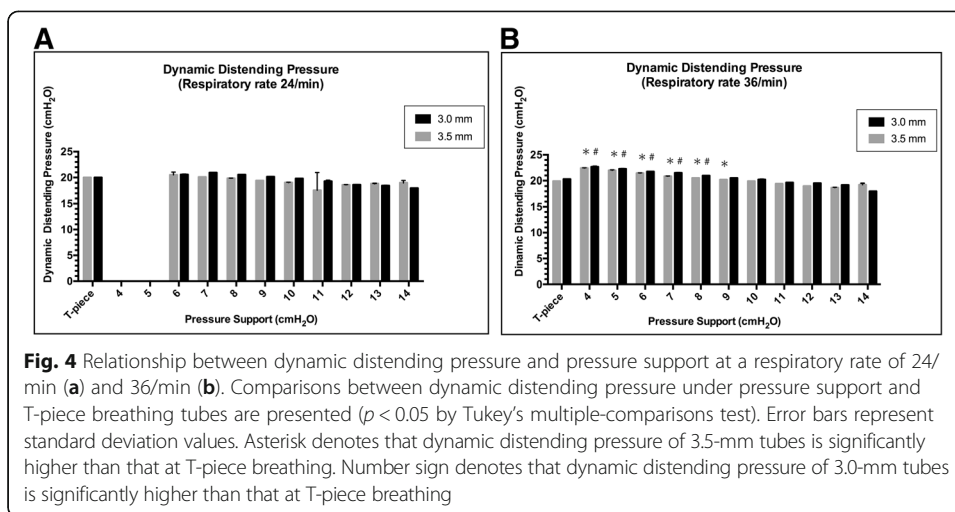 A
Dynamic Distending Pressure
(Respiratory rate 24/min)
3.0 mm
3.5 mm
Dynamic Distending Pressure (cmH2O)
25
20
15
10
5
0
T-piece 4 5 6 7 8 9 10 11 12 13 14
Pressure Support (cmH2O)
B
Dynamic Distending Pressure
(Respiratory rate 36/min)
3.0 mm
3.5 mm
Dinamic Distending Pressure (cmH2O)
25
20
15
10
5
0
* # * # * # * # * # *
T-piece 4 5 6 7 8 9 10 11 12 13 14
Pressure Support (cmH2O)
Fig. 4 Relationship between dynamic distending pressure and pressure support at a respiratory rate of 24/
min (a) and 36/min (b). Comparisons between dynamic distending pressure under pressure support and
T-piece breathing tubes are presented (p < 0.05 by Tukey's multiple-comparisons test). Error bars represent
standard deviation values. Asterisk denotes that dynamic distending pressure of 3.5-mm tubes is significantly
higher than that at T-piece breathing. Number sign denotes that dynamic distending pressure of 3.0-mm tubes
is significantly higher than that at T-piece breathing